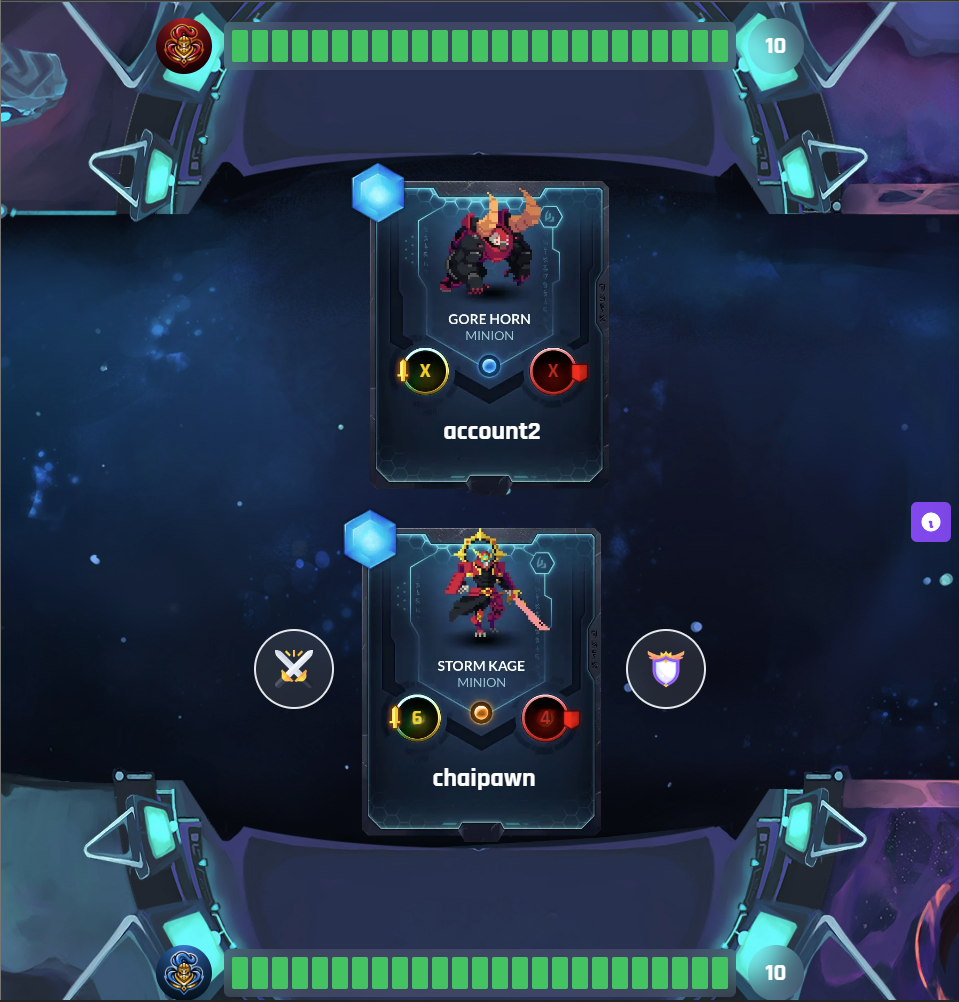 10
GORE HORN
MINION
X X
account2
STORM KAGE
MINION
6 4
chaipawn
10